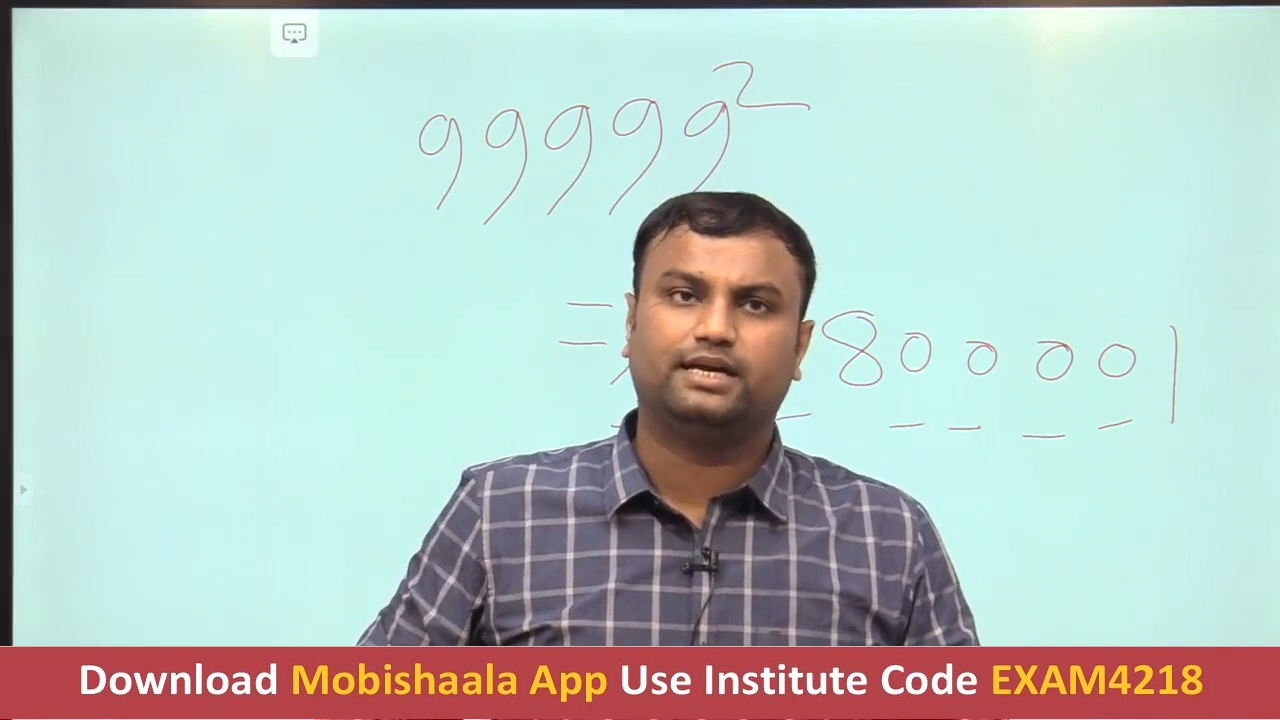 99999²
= 800001
Download Mobishaala App Use Institute Code EXAM4218